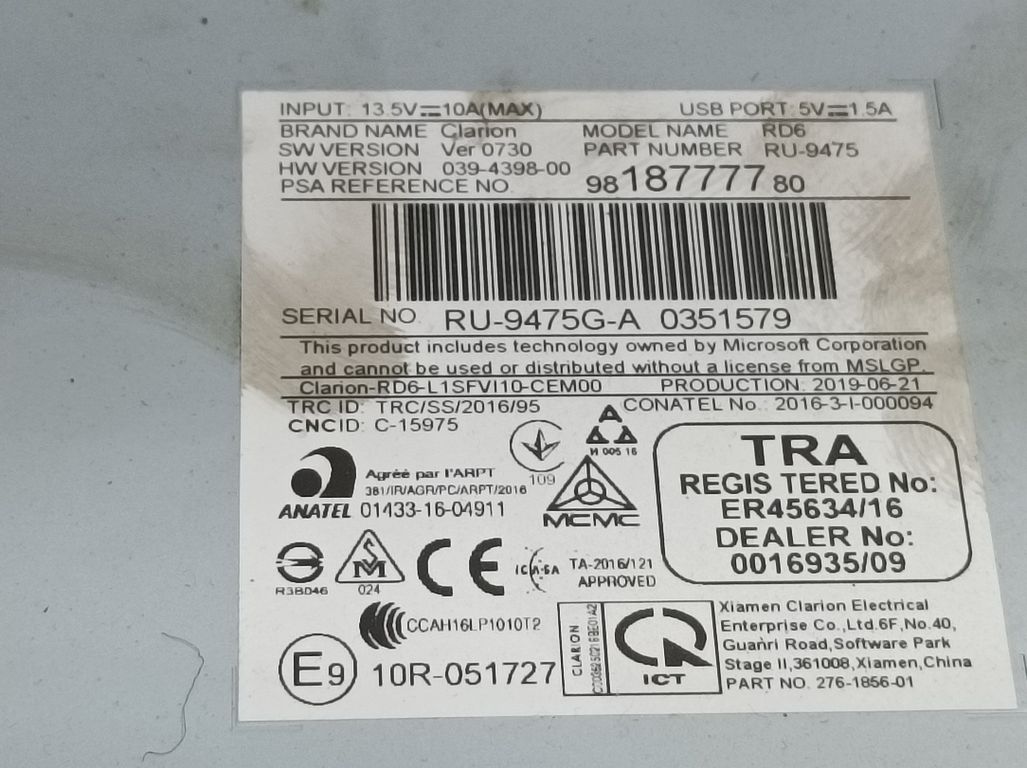 INPUT: 13.5V⎓10A(MAX) USB PORT: 5V⎓1.5A
BRAND NAME Clarion MODEL NAME RD6
SW VERSION Ver 0730 PART NUMBER RU-9475
HW VERSION 039-4398-00
PSA REFERENCE NO. 9818777780
SERIAL NO. RU-9475G-A 0351579
This product includes technology owned by Microsoft Corporation
and cannot be used or distributed without a license from MSLGP.
Clarion-RD6-L1SFVI10-CEM00 PRODUCTION: 2019-06-21
TRC ID: TRC/SS/2016/95 CONATEL No.: 2016-3-I-000094
CNCID: C-15975
H 005 16
109
Agréé par l'ARPT
381/IR/AGR/PC/ARPT/2016
ANATEL 01433-16-04911
MCMC
TRA
REGIS TERED No:
ER45634/16
DEALER No:
0016935/09
R3BD46
024
CE
ICASA
TA-2016/121
APPROVED
CCAH16LP1010T2
E9 10R-051727
CLARION
ICT
Xiamen Clarion Electrical
Enterprise Co.,Ltd.6F,No.40,
Guanri Road,Software Park
Stage II,361008,Xiamen,China
PART NO. 276-1856-01